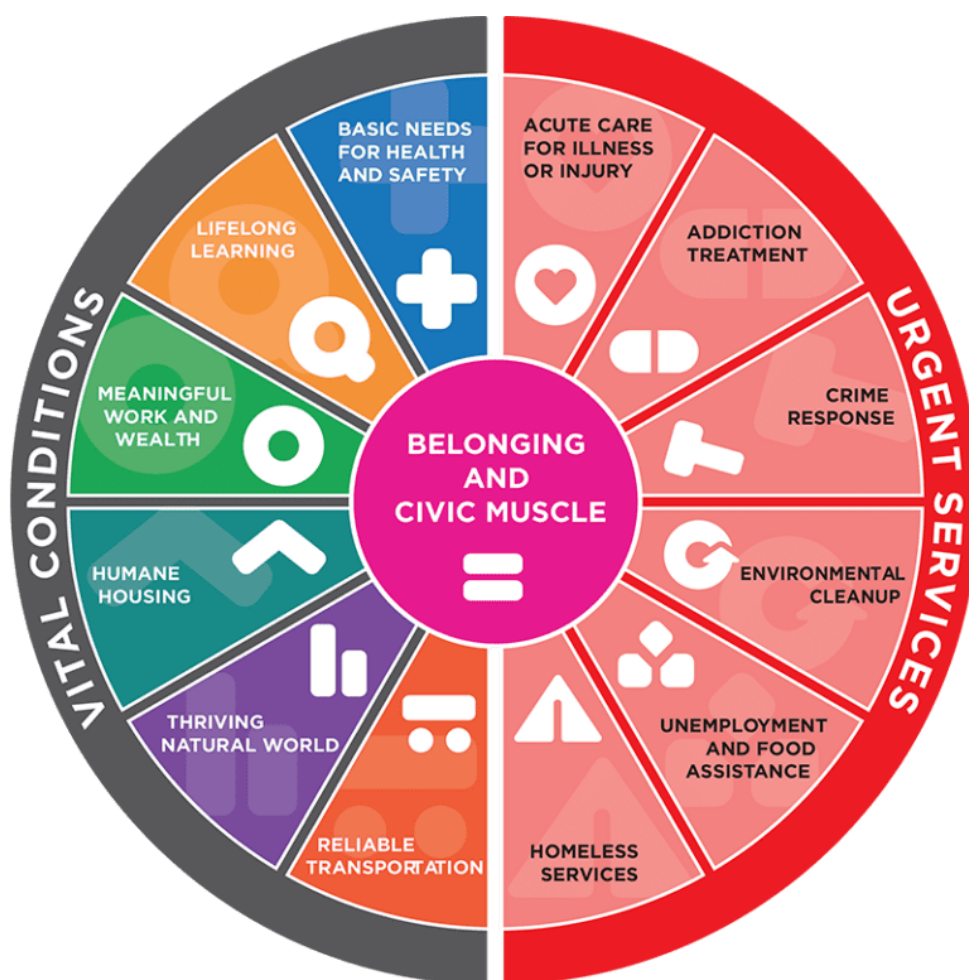 VITAL CONDITIONS
BASIC NEEDS
FOR HEALTH
AND SAFETY
LIFELONG
LEARNING
MEANINGFUL
WORK AND
WEALTH
HUMANE
HOUSING
THRIVING
NATURAL WORLD
RELIABLE
TRANSPORTATION
BELONGING
AND
CIVIC MUSCLE
URGENT SERVICES
ACUTE CARE
FOR ILLNESS
OR INJURY
ADDICTION
TREATMENT
CRIME
RESPONSE
ENVIRONMENTAL
CLEANUP
UNEMPLOYMENT
AND FOOD
ASSISTANCE
HOMELESS
SERVICES